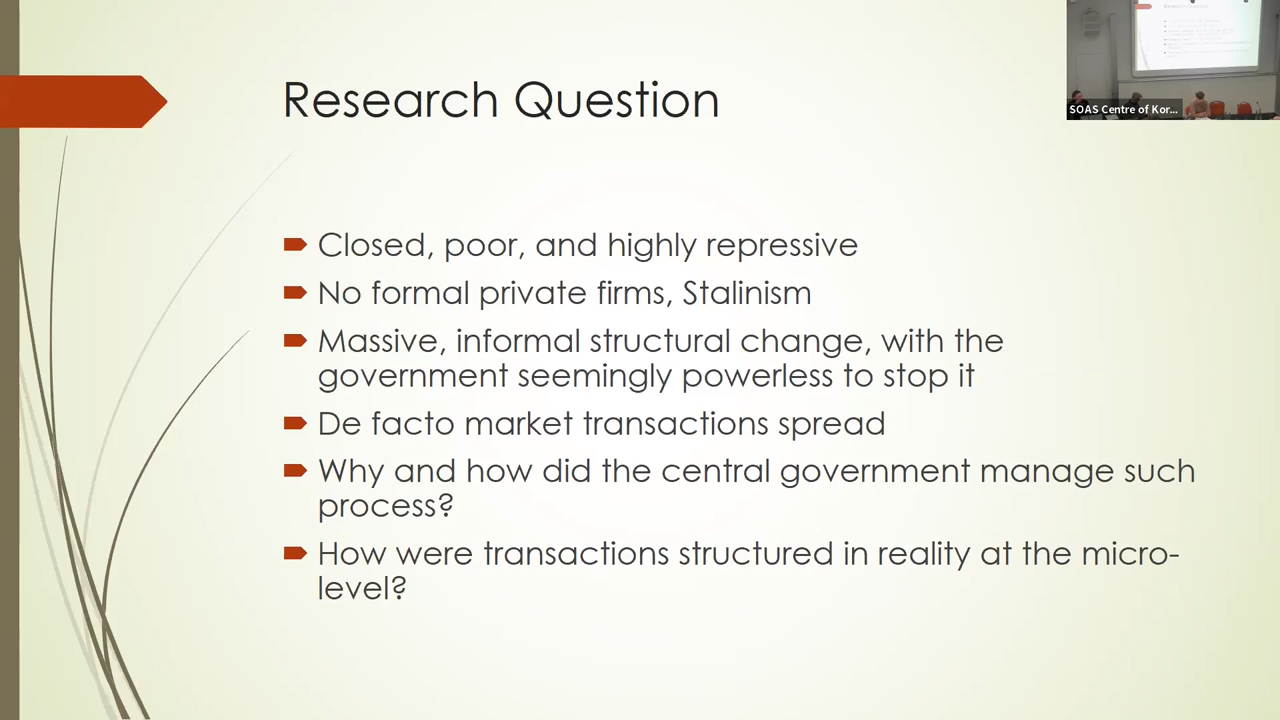 Research Question
SOAS Centre of Kor...
Closed, poor, and highly repressive
No formal private firms, Stalinism
Massive, informal structural change, with the
government seemingly powerless to stop it
De facto market transactions spread
Why and how did the central government manage such
process?
How were transactions structured in reality at the micro-
level?